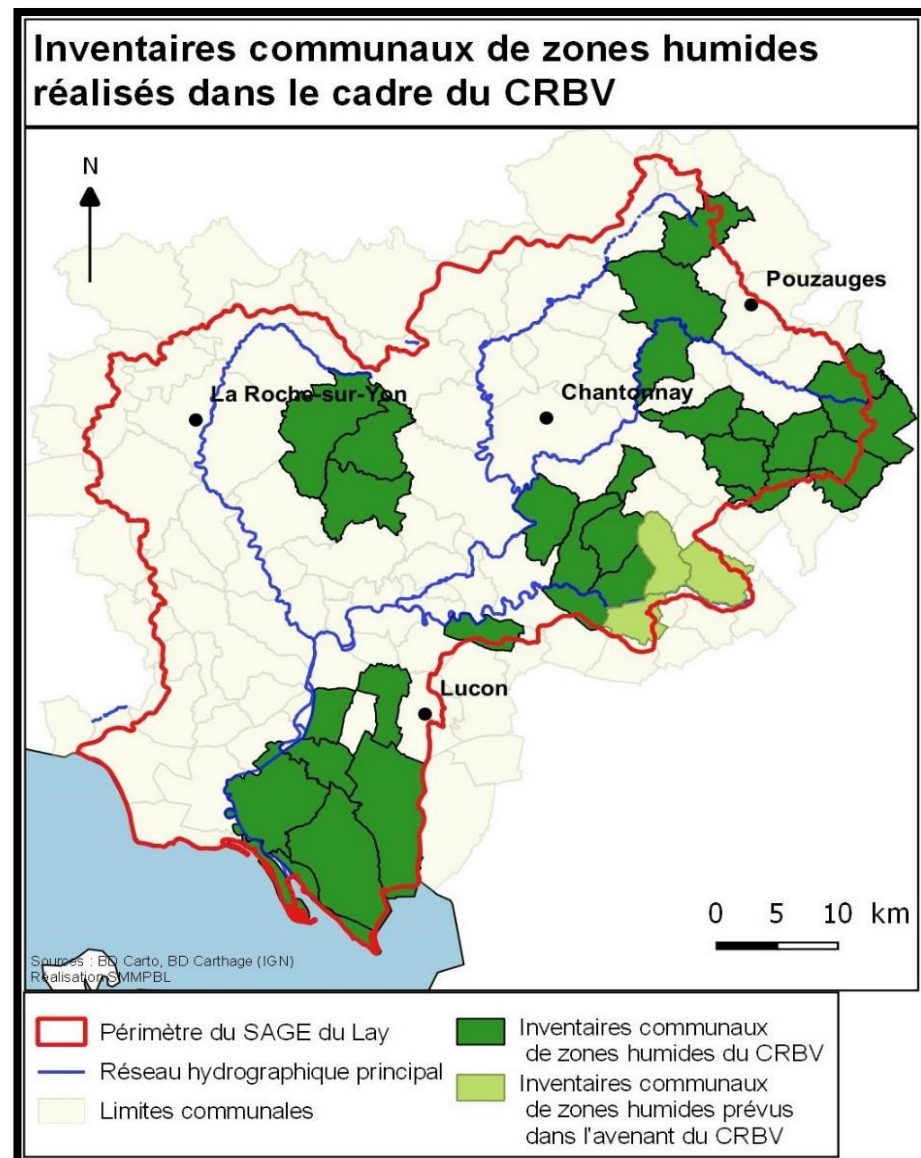 Inventaires communaux de zones humides
réalisés dans le cadre du CRBV
N
Pouzauges
La Roche-sur-Yon
Chantonnay
Lucon
0 5 10 km
Sources : BD Carto, BD Carthage (IGN)
Réalisation SMMPBL
Périmètre du SAGE du Lay
Réseau hydrographique principal
Limites communales
Inventaires communaux
de zones humides du CRBV
Inventaires communaux
de zones humides prévus
dans l'avenant du CRBV